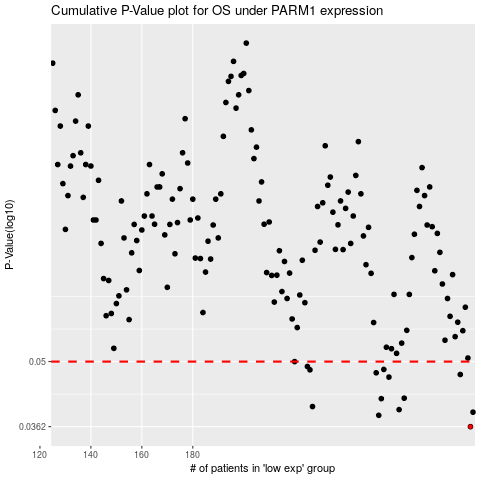 Cumulative P-Value plot for OS under PARM1 expression
P-Value(log10)
0.05
0.0362
120 140 160 180
# of patients in 'low exp' group